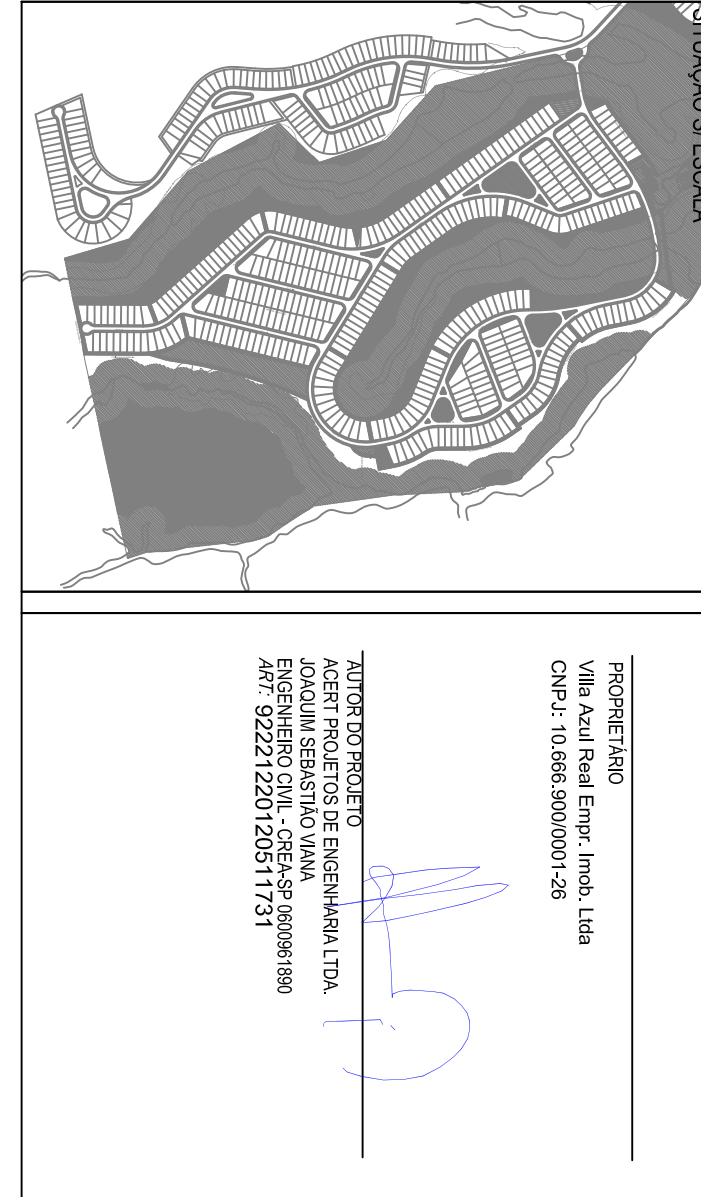 SITUAÇÃO S/ ESCALA
PROPRIETÁRIO
Villa Azul Real Empr. Imob. Ltda
CNPJ: 10.666.900/0001-26
AUTOR DO PROJETO
ACERT PROJETOS DE ENGENHARIA LTDA.
JOAQUIM SEBASTIÃO VIANA
ENGENHEIRO CIVIL - CREA-SP 0600961890
ART: 92221220120511731